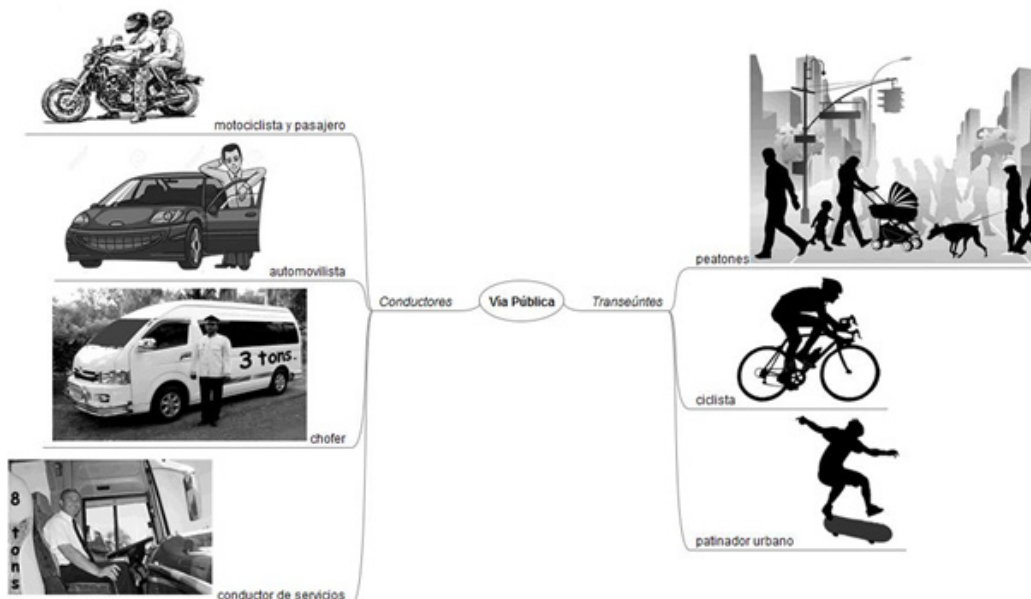 motociclista y pasajero
automovilista
3 tons.
chofer
8 tons
conductor de servicios
Conductores
Vía Pública
Transeúntes
peatones
ciclista
patinador urbano